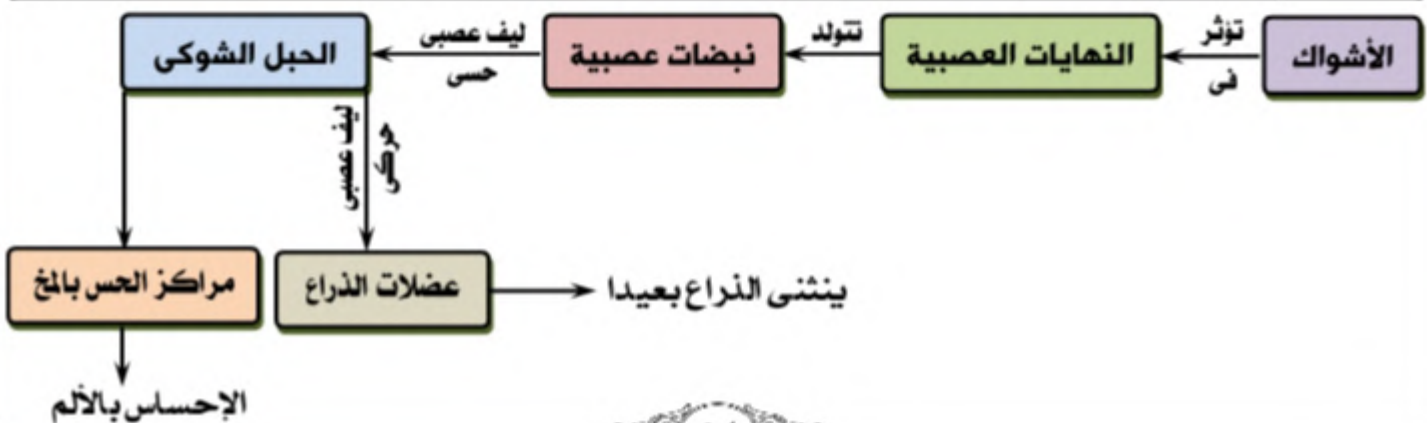 الأشواك
تؤثر
فى
النهايات العصبية
تتولد
نبضات عصبية
ليف عصبى
حسى
الحبل الشوكى
ليف عصبى
حركى
عضلات الذراع
ينثنى الذراع بعيدا
مراكز الحس بالمخ
الإحساس بالألم